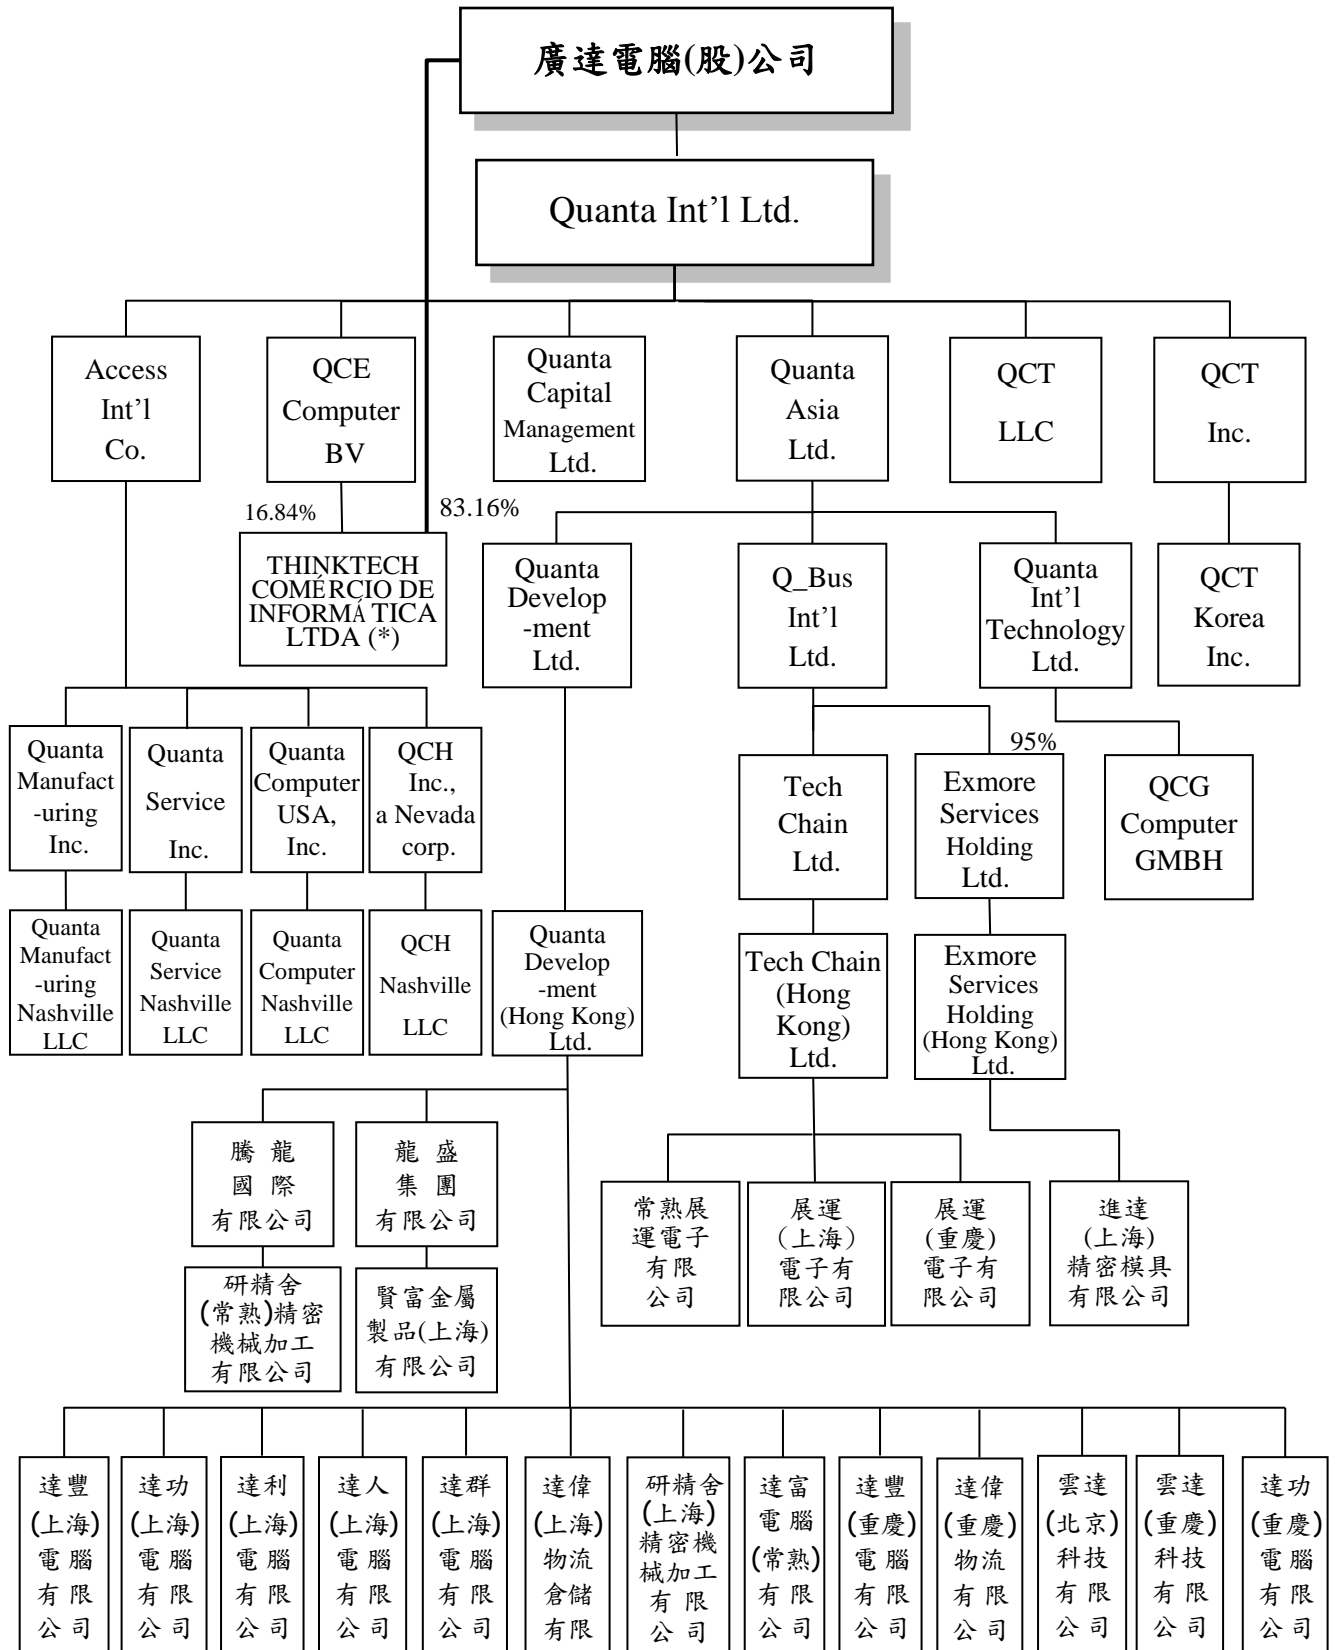 廣達電腦(股)公司
Quanta Int’l Ltd.
Access
Int’l
Co.
QCE
Computer
BV
Quanta
Capital
Management
Ltd.
Quanta
Asia
Ltd.
QCT
LLC
QCT
Inc.
16.84%
83.16%
THINKTECH
COMÉRCIO DE
INFORMÁ TICA
LTDA (*)
Quanta
Develop
-ment
Ltd.
Q_Bus
Int’l
Ltd.
Quanta
Int’l
Technology
Ltd.
QCT
Korea
Inc.
Quanta
Manufact
-uring
Inc.
Quanta
Service
Inc.
Quanta
Computer
USA,
Inc.
QCH
Inc.,
a Nevada
corp.
Tech
Chain
Ltd.
95%
Exmore
Services
Holding
Ltd.
QCG
Computer
GMBH
Quanta
Manufact
-uring
Nashville
LLC
Quanta
Service
Nashville
LLC
Quanta
Computer
Nashville
LLC
QCH
Nashville
LLC
Quanta
Develop
-ment
(Hong Kong)
Ltd.
Tech Chain
(Hong
Kong)
Ltd.
Exmore
Services
Holding
(Hong Kong)
Ltd.
騰 龍
國 際
有限公司
龍 盛
集 團
有限公司
常熟展
運電子
有限
公司
展運
(上海)
電子有
限公司
展運
(重慶)
電子有
限公司
進達
(上海)
精密模具
有限公司
研精舍
(常熟)精密
機械加工
有限公司
賢富金屬
製品(上海)
有限公司
達豐
(上海)
電腦
有 限
公 司
達功
(上海)
電腦
有 限
公 司
達利
(上海)
電腦
有 限
公 司
達人
(上海)
電腦
有 限
公 司
達群
(上海)
電腦
有 限
公 司
達偉
(上海)
物流
倉儲
有限
研精舍
(上海)
精密機
械加工
有 限
公 司
達富
電腦
(常熟)
有 限
公 司
達豐
(重慶)
電腦
有 限
公 司
達偉
(重慶)
物流
有 限
公 司
雲達
(北京)
科技
有 限
公 司
雲達
(重慶)
科技
有 限
公 司
達功
(重慶)
電腦
有 限
公 司